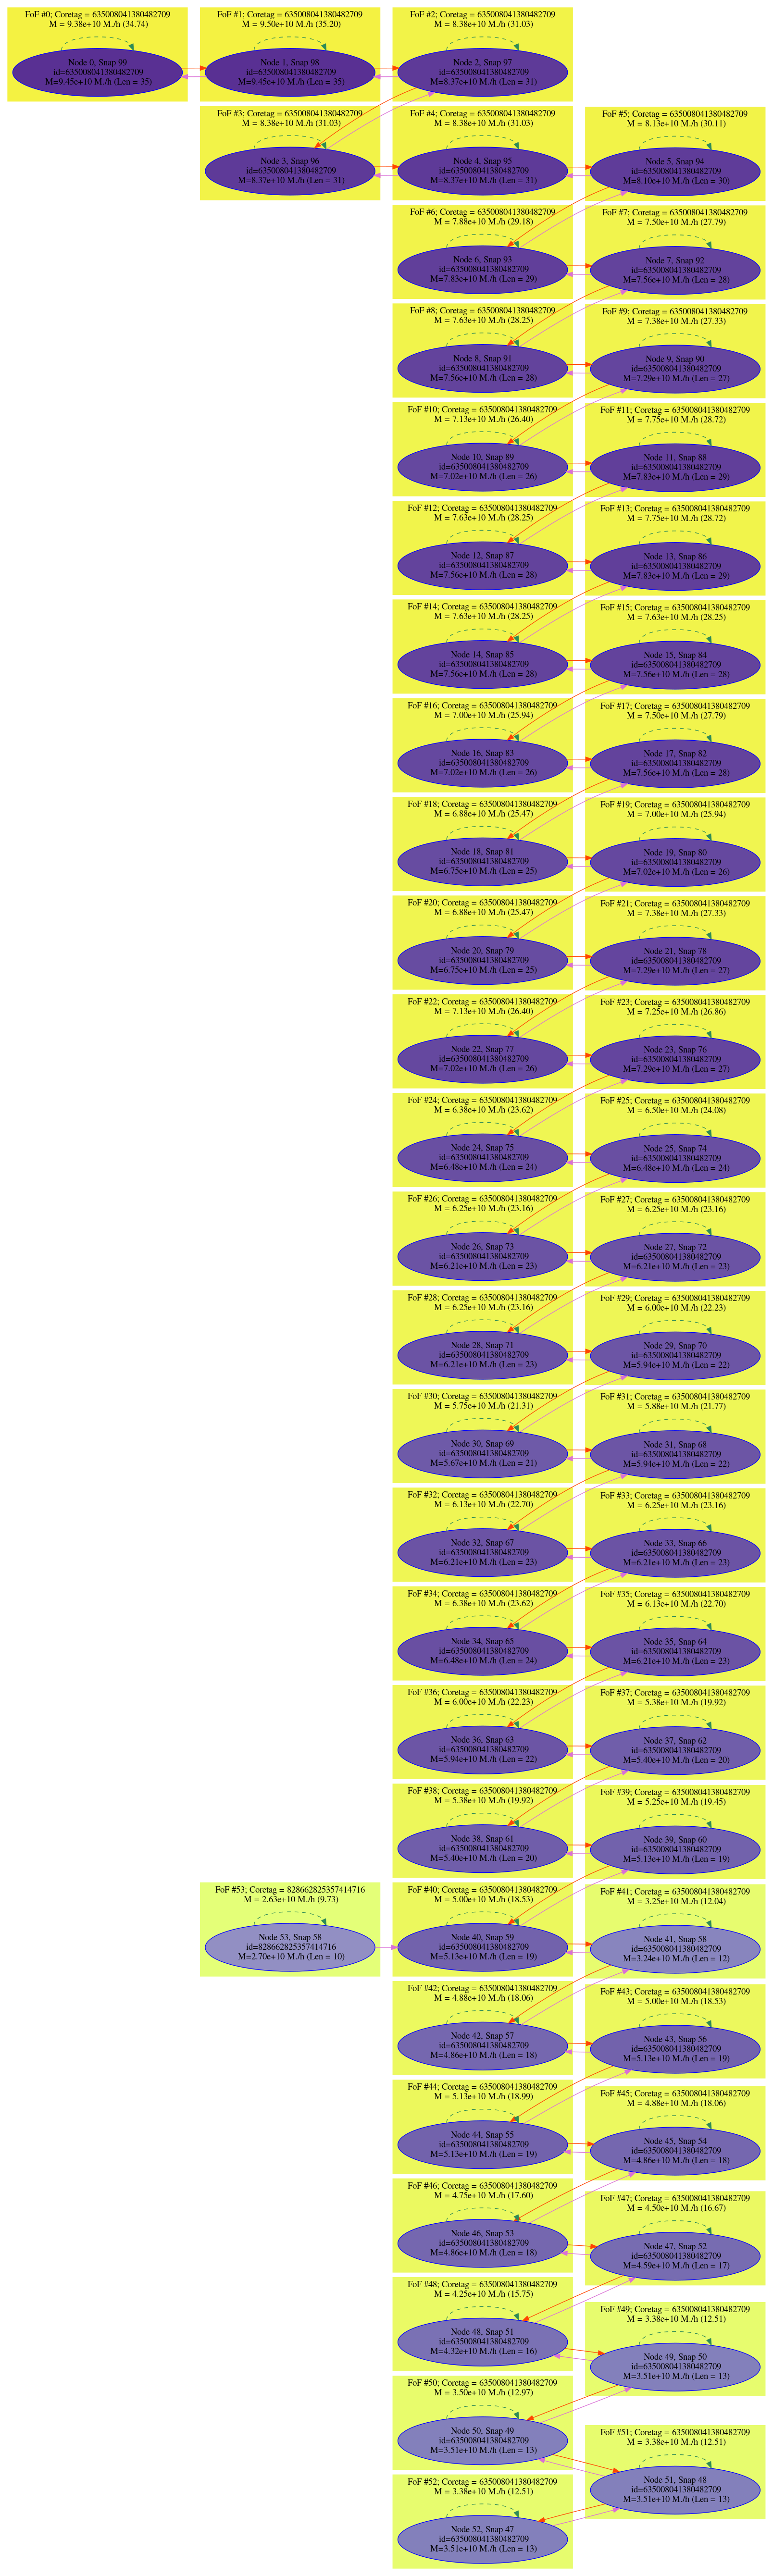 FoF #0; Coretag = 635008041380482709
M = 9.38e+10 M./h (34.74)
Node 0, Snap 99
id=635008041380482709
M=9.45e+10 M./h (Len = 35)
FoF #1; Coretag = 635008041380482709
M = 9.50e+10 M./h (35.20)
Node 1, Snap 98
id=635008041380482709
M=9.45e+10 M./h (Len = 35)
FoF #2; Coretag = 635008041380482709
M = 8.38e+10 M./h (31.03)
Node 2, Snap 97
id=635008041380482709
M=8.37e+10 M./h (Len = 31)
FoF #3; Coretag = 635008041380482709
M = 8.38e+10 M./h (31.03)
Node 3, Snap 96
id=635008041380482709
M=8.37e+10 M./h (Len = 31)
FoF #4; Coretag = 635008041380482709
M = 8.38e+10 M./h (31.03)
Node 4, Snap 95
id=635008041380482709
M=8.37e+10 M./h (Len = 31)
FoF #5; Coretag = 635008041380482709
M = 8.13e+10 M./h (30.11)
Node 5, Snap 94
id=635008041380482709
M=8.10e+10 M./h (Len = 30)
FoF #6; Coretag = 635008041380482709
M = 7.88e+10 M./h (29.18)
Node 6, Snap 93
id=635008041380482709
M=7.83e+10 M./h (Len = 29)
FoF #7; Coretag = 635008041380482709
M = 7.50e+10 M./h (27.79)
Node 7, Snap 92
id=635008041380482709
M=7.56e+10 M./h (Len = 28)
FoF #8; Coretag = 635008041380482709
M = 7.63e+10 M./h (28.25)
Node 8, Snap 91
id=635008041380482709
M=7.56e+10 M./h (Len = 28)
FoF #9; Coretag = 635008041380482709
M = 7.38e+10 M./h (27.33)
Node 9, Snap 90
id=635008041380482709
M=7.29e+10 M./h (Len = 27)
FoF #10; Coretag = 635008041380482709
M = 7.13e+10 M./h (26.40)
Node 10, Snap 89
id=635008041380482709
M=7.02e+10 M./h (Len = 26)
FoF #11; Coretag = 635008041380482709
M = 7.75e+10 M./h (28.72)
Node 11, Snap 88
id=635008041380482709
M=7.83e+10 M./h (Len = 29)
FoF #12; Coretag = 635008041380482709
M = 7.63e+10 M./h (28.25)
Node 12, Snap 87
id=635008041380482709
M=7.56e+10 M./h (Len = 28)
FoF #13; Coretag = 635008041380482709
M = 7.75e+10 M./h (28.72)
Node 13, Snap 86
id=635008041380482709
M=7.83e+10 M./h (Len = 29)
FoF #14; Coretag = 635008041380482709
M = 7.63e+10 M./h (28.25)
Node 14, Snap 85
id=635008041380482709
M=7.56e+10 M./h (Len = 28)
FoF #15; Coretag = 635008041380482709
M = 7.63e+10 M./h (28.25)
Node 15, Snap 84
id=635008041380482709
M=7.56e+10 M./h (Len = 28)
FoF #16; Coretag = 635008041380482709
M = 7.00e+10 M./h (25.94)
Node 16, Snap 83
id=635008041380482709
M=7.02e+10 M./h (Len = 26)
FoF #17; Coretag = 635008041380482709
M = 7.50e+10 M./h (27.79)
Node 17, Snap 82
id=635008041380482709
M=7.56e+10 M./h (Len = 28)
FoF #18; Coretag = 635008041380482709
M = 6.88e+10 M./h (25.47)
Node 18, Snap 81
id=635008041380482709
M=6.75e+10 M./h (Len = 25)
FoF #19; Coretag = 635008041380482709
M = 7.00e+10 M./h (25.94)
Node 19, Snap 80
id=635008041380482709
M=7.02e+10 M./h (Len = 26)
FoF #20; Coretag = 635008041380482709
M = 6.88e+10 M./h (25.47)
Node 20, Snap 79
id=635008041380482709
M=6.75e+10 M./h (Len = 25)
FoF #21; Coretag = 635008041380482709
M = 7.38e+10 M./h (27.33)
Node 21, Snap 78
id=635008041380482709
M=7.29e+10 M./h (Len = 27)
FoF #22; Coretag = 635008041380482709
M = 7.13e+10 M./h (26.40)
Node 22, Snap 77
id=635008041380482709
M=7.02e+10 M./h (Len = 26)
FoF #23; Coretag = 635008041380482709
M = 7.25e+10 M./h (26.86)
Node 23, Snap 76
id=635008041380482709
M=7.29e+10 M./h (Len = 27)
FoF #24; Coretag = 635008041380482709
M = 6.38e+10 M./h (23.62)
Node 24, Snap 75
id=635008041380482709
M=6.48e+10 M./h (Len = 24)
FoF #25; Coretag = 635008041380482709
M = 6.50e+10 M./h (24.08)
Node 25, Snap 74
id=635008041380482709
M=6.48e+10 M./h (Len = 24)
FoF #26; Coretag = 635008041380482709
M = 6.25e+10 M./h (23.16)
Node 26, Snap 73
id=635008041380482709
M=6.21e+10 M./h (Len = 23)
FoF #27; Coretag = 635008041380482709
M = 6.25e+10 M./h (23.16)
Node 27, Snap 72
id=635008041380482709
M=6.21e+10 M./h (Len = 23)
FoF #28; Coretag = 635008041380482709
M = 6.25e+10 M./h (23.16)
Node 28, Snap 71
id=635008041380482709
M=6.21e+10 M./h (Len = 23)
FoF #29; Coretag = 635008041380482709
M = 6.00e+10 M./h (22.23)
Node 29, Snap 70
id=635008041380482709
M=5.94e+10 M./h (Len = 22)
FoF #30; Coretag = 635008041380482709
M = 5.75e+10 M./h (21.31)
Node 30, Snap 69
id=635008041380482709
M=5.67e+10 M./h (Len = 21)
FoF #31; Coretag = 635008041380482709
M = 5.88e+10 M./h (21.77)
Node 31, Snap 68
id=635008041380482709
M=5.94e+10 M./h (Len = 22)
FoF #32; Coretag = 635008041380482709
M = 6.13e+10 M./h (22.70)
Node 32, Snap 67
id=635008041380482709
M=6.21e+10 M./h (Len = 23)
FoF #33; Coretag = 635008041380482709
M = 6.25e+10 M./h (23.16)
Node 33, Snap 66
id=635008041380482709
M=6.21e+10 M./h (Len = 23)
FoF #34; Coretag = 635008041380482709
M = 6.38e+10 M./h (23.62)
Node 34, Snap 65
id=635008041380482709
M=6.48e+10 M./h (Len = 24)
FoF #35; Coretag = 635008041380482709
M = 6.13e+10 M./h (22.70)
Node 35, Snap 64
id=635008041380482709
M=6.21e+10 M./h (Len = 23)
FoF #36; Coretag = 635008041380482709
M = 6.00e+10 M./h (22.23)
Node 36, Snap 63
id=635008041380482709
M=5.94e+10 M./h (Len = 22)
FoF #37; Coretag = 635008041380482709
M = 5.38e+10 M./h (19.92)
Node 37, Snap 62
id=635008041380482709
M=5.40e+10 M./h (Len = 20)
FoF #38; Coretag = 635008041380482709
M = 5.38e+10 M./h (19.92)
Node 38, Snap 61
id=635008041380482709
M=5.40e+10 M./h (Len = 20)
FoF #39; Coretag = 635008041380482709
M = 5.25e+10 M./h (19.45)
Node 39, Snap 60
id=635008041380482709
M=5.13e+10 M./h (Len = 19)
FoF #53; Coretag = 828662825357414716
M = 2.63e+10 M./h (9.73)
Node 53, Snap 58
id=828662825357414716
M=2.70e+10 M./h (Len = 10)
FoF #40; Coretag = 635008041380482709
M = 5.00e+10 M./h (18.53)
Node 40, Snap 59
id=635008041380482709
M=5.13e+10 M./h (Len = 19)
FoF #41; Coretag = 635008041380482709
M = 3.25e+10 M./h (12.04)
Node 41, Snap 58
id=635008041380482709
M=3.24e+10 M./h (Len = 12)
FoF #42; Coretag = 635008041380482709
M = 4.88e+10 M./h (18.06)
Node 42, Snap 57
id=635008041380482709
M=4.86e+10 M./h (Len = 18)
FoF #43; Coretag = 635008041380482709
M = 5.00e+10 M./h (18.53)
Node 43, Snap 56
id=635008041380482709
M=5.13e+10 M./h (Len = 19)
FoF #44; Coretag = 635008041380482709
M = 5.13e+10 M./h (18.99)
Node 44, Snap 55
id=635008041380482709
M=5.13e+10 M./h (Len = 19)
FoF #45; Coretag = 635008041380482709
M = 4.88e+10 M./h (18.06)
Node 45, Snap 54
id=635008041380482709
M=4.86e+10 M./h (Len = 18)
FoF #46; Coretag = 635008041380482709
M = 4.75e+10 M./h (17.60)
Node 46, Snap 53
id=635008041380482709
M=4.86e+10 M./h (Len = 18)
FoF #47; Coretag = 635008041380482709
M = 4.50e+10 M./h (16.67)
Node 47, Snap 52
id=635008041380482709
M=4.59e+10 M./h (Len = 17)
FoF #48; Coretag = 635008041380482709
M = 4.25e+10 M./h (15.75)
Node 48, Snap 51
id=635008041380482709
M=4.32e+10 M./h (Len = 16)
FoF #49; Coretag = 635008041380482709
M = 3.38e+10 M./h (12.51)
Node 49, Snap 50
id=635008041380482709
M=3.51e+10 M./h (Len = 13)
FoF #50; Coretag = 635008041380482709
M = 3.50e+10 M./h (12.97)
Node 50, Snap 49
id=635008041380482709
M=3.51e+10 M./h (Len = 13)
FoF #51; Coretag = 635008041380482709
M = 3.38e+10 M./h (12.51)
Node 51, Snap 48
id=635008041380482709
M=3.51e+10 M./h (Len = 13)
FoF #52; Coretag = 635008041380482709
M = 3.38e+10 M./h (12.51)
Node 52, Snap 47
id=635008041380482709
M=3.51e+10 M./h (Len = 13)